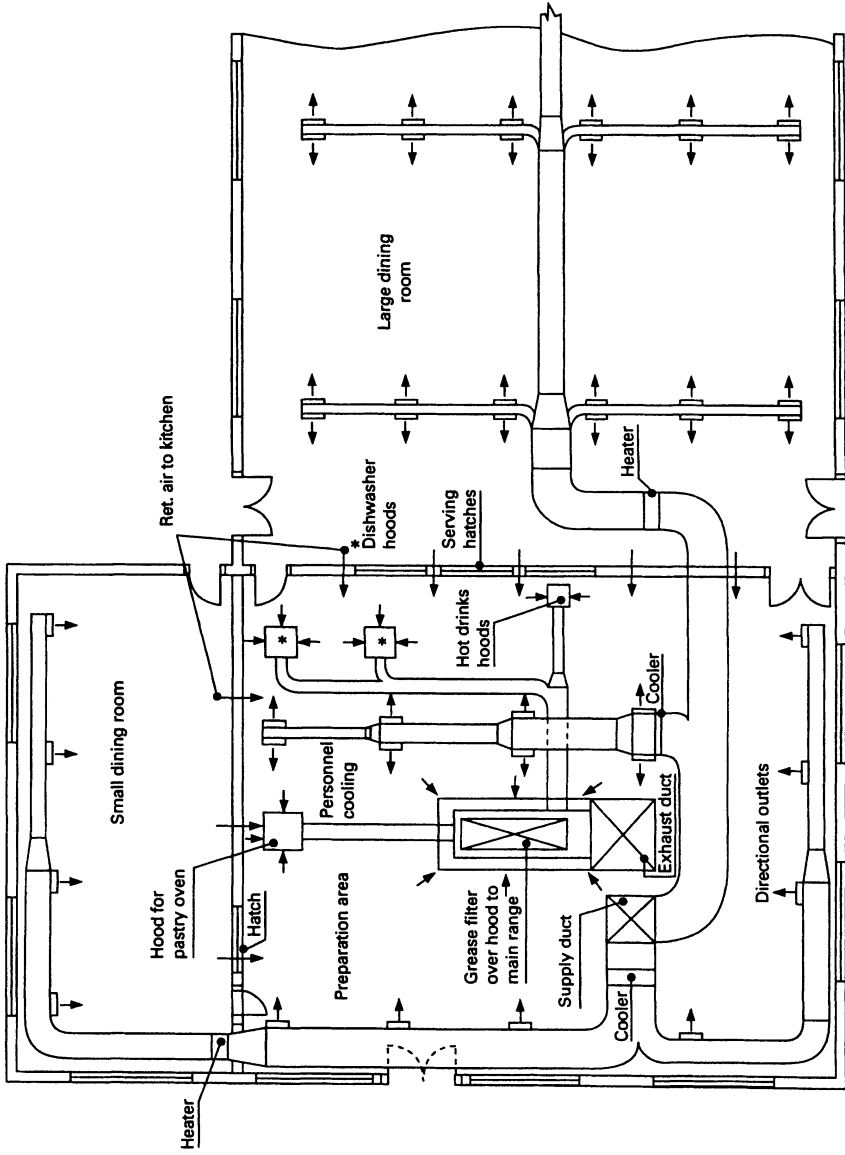 Small dining room
Heater
Hood for
pastry oven
Hatch
Ret. air to kitchen
Preparation area
Personnel
cooling
*
*
* Dishwasher
hoods
Serving
hatches
Hot drinks
hoods
Grease filter
over hood to
main range
Supply duct
Cooler
Exhaust duct
Cooler
Directional outlets
Heater
Large dining
room